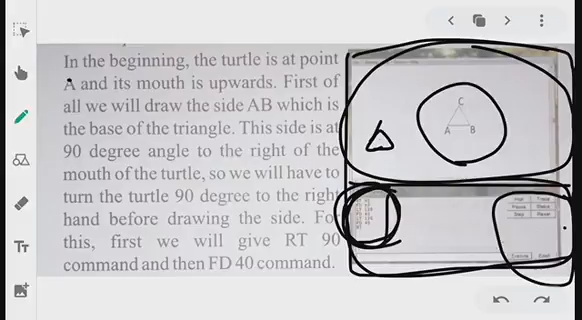 In the beginning, the turtle is at point
A and its mouth is upwards. First of
all we will draw the side AB which is
the base of the triangle. This side is at
90 degree angle to the right of the
mouth of the turtle, so we will have to
turn the turtle 90 degree to the right
hand before drawing the side. For
this, first we will give RT 90
command and then FD 40 command.
C
A B
Halt Trace
Pause Status
Step Reset
Execute Edall